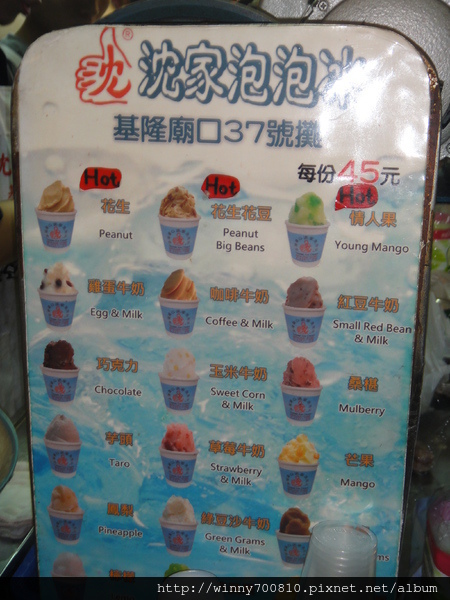 沈 ®
沈家泡泡冰
基隆廟口37號攤
每份45元
Hot Hot Hot
花生 花生花豆 情人果
Peanut Peanut Young Mango
Big Beans
雞蛋牛奶 咖啡牛奶 紅豆牛奶
Egg & Milk Coffee & Milk Small Red Bean
& Milk
巧克力 玉米牛奶 桑椹
Chocolate Sweet Corn Mulberry
& Milk
芋頭 草莓牛奶 芒果
Taro Strawberry Mango
& Milk
鳳梨 綠豆沙牛奶
Pineapple Green Grams
& Milk
http://winny700810.pixnet.net/album